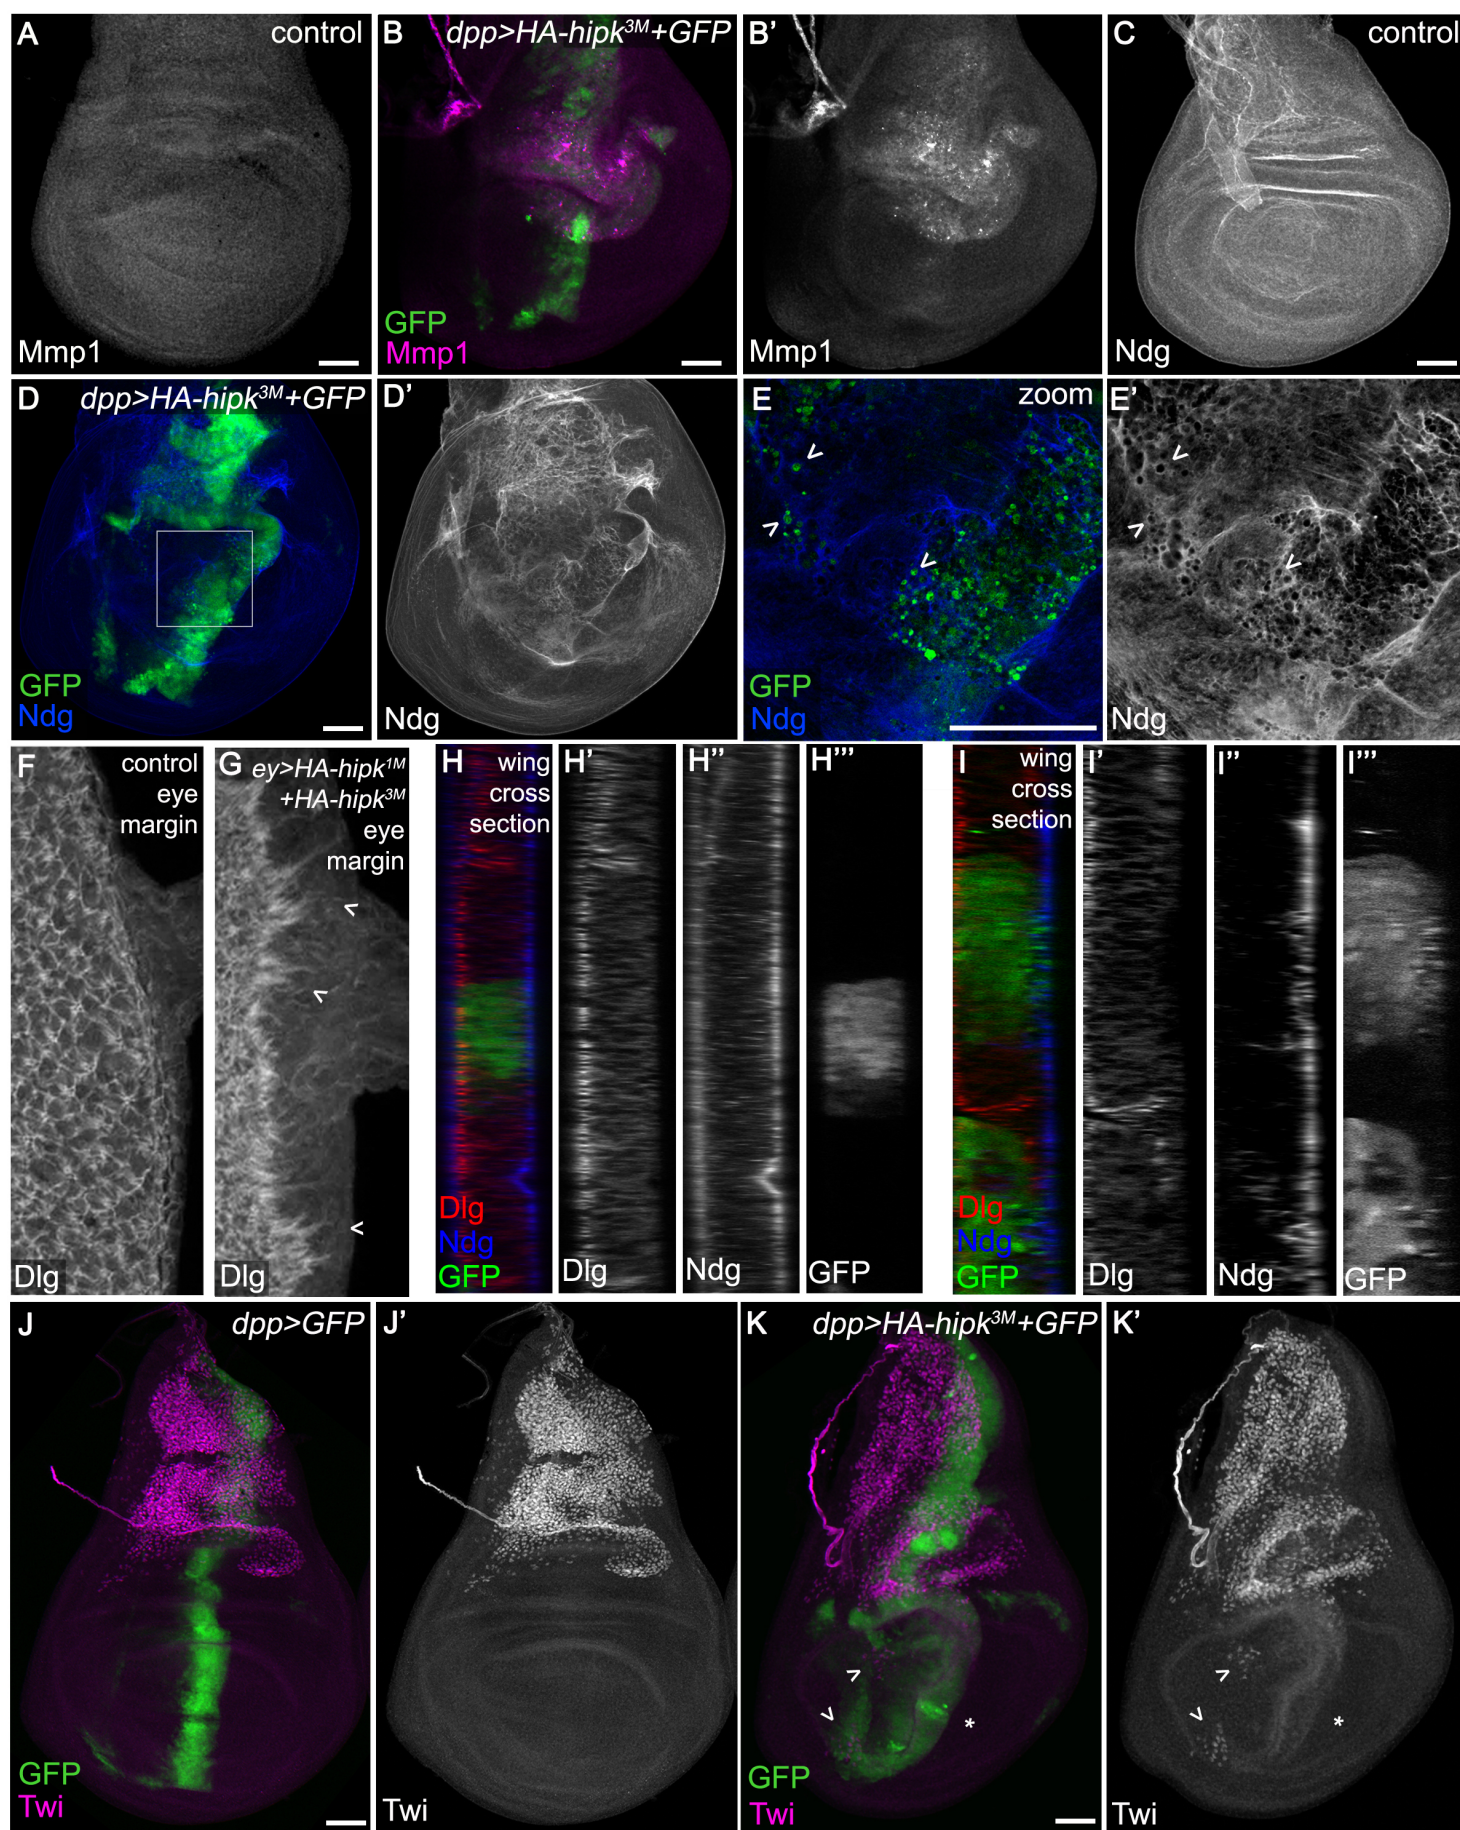 A control
B dpp>HA-hipk3M+GFP
GFP
Mmp1
B’
Mmp1
C control
Ndg
Mmp1
D dpp>HA-hipk3M+GFP
GFP
Ndg
D’
Ndg
E zoom
GFP
Ndg
E’
Ndg
F control
eye
margin
Dlg
G ey>HA-hipk1M
+HA-hipk3M
eye
margin
Dlg
H wing
cross
section
Dlg
Ndg
GFP
H’
Dlg
H’’
Ndg
H’’’
GFP
I wing
cross
section
Dlg
Ndg
GFP
I’
Dlg
I’’
Ndg
I’’’
GFP
J dpp>GFP
GFP
Twi
J’
Twi
K dpp>HA-hipk3M+GFP
*
GFP
Twi
K’
*
Twi